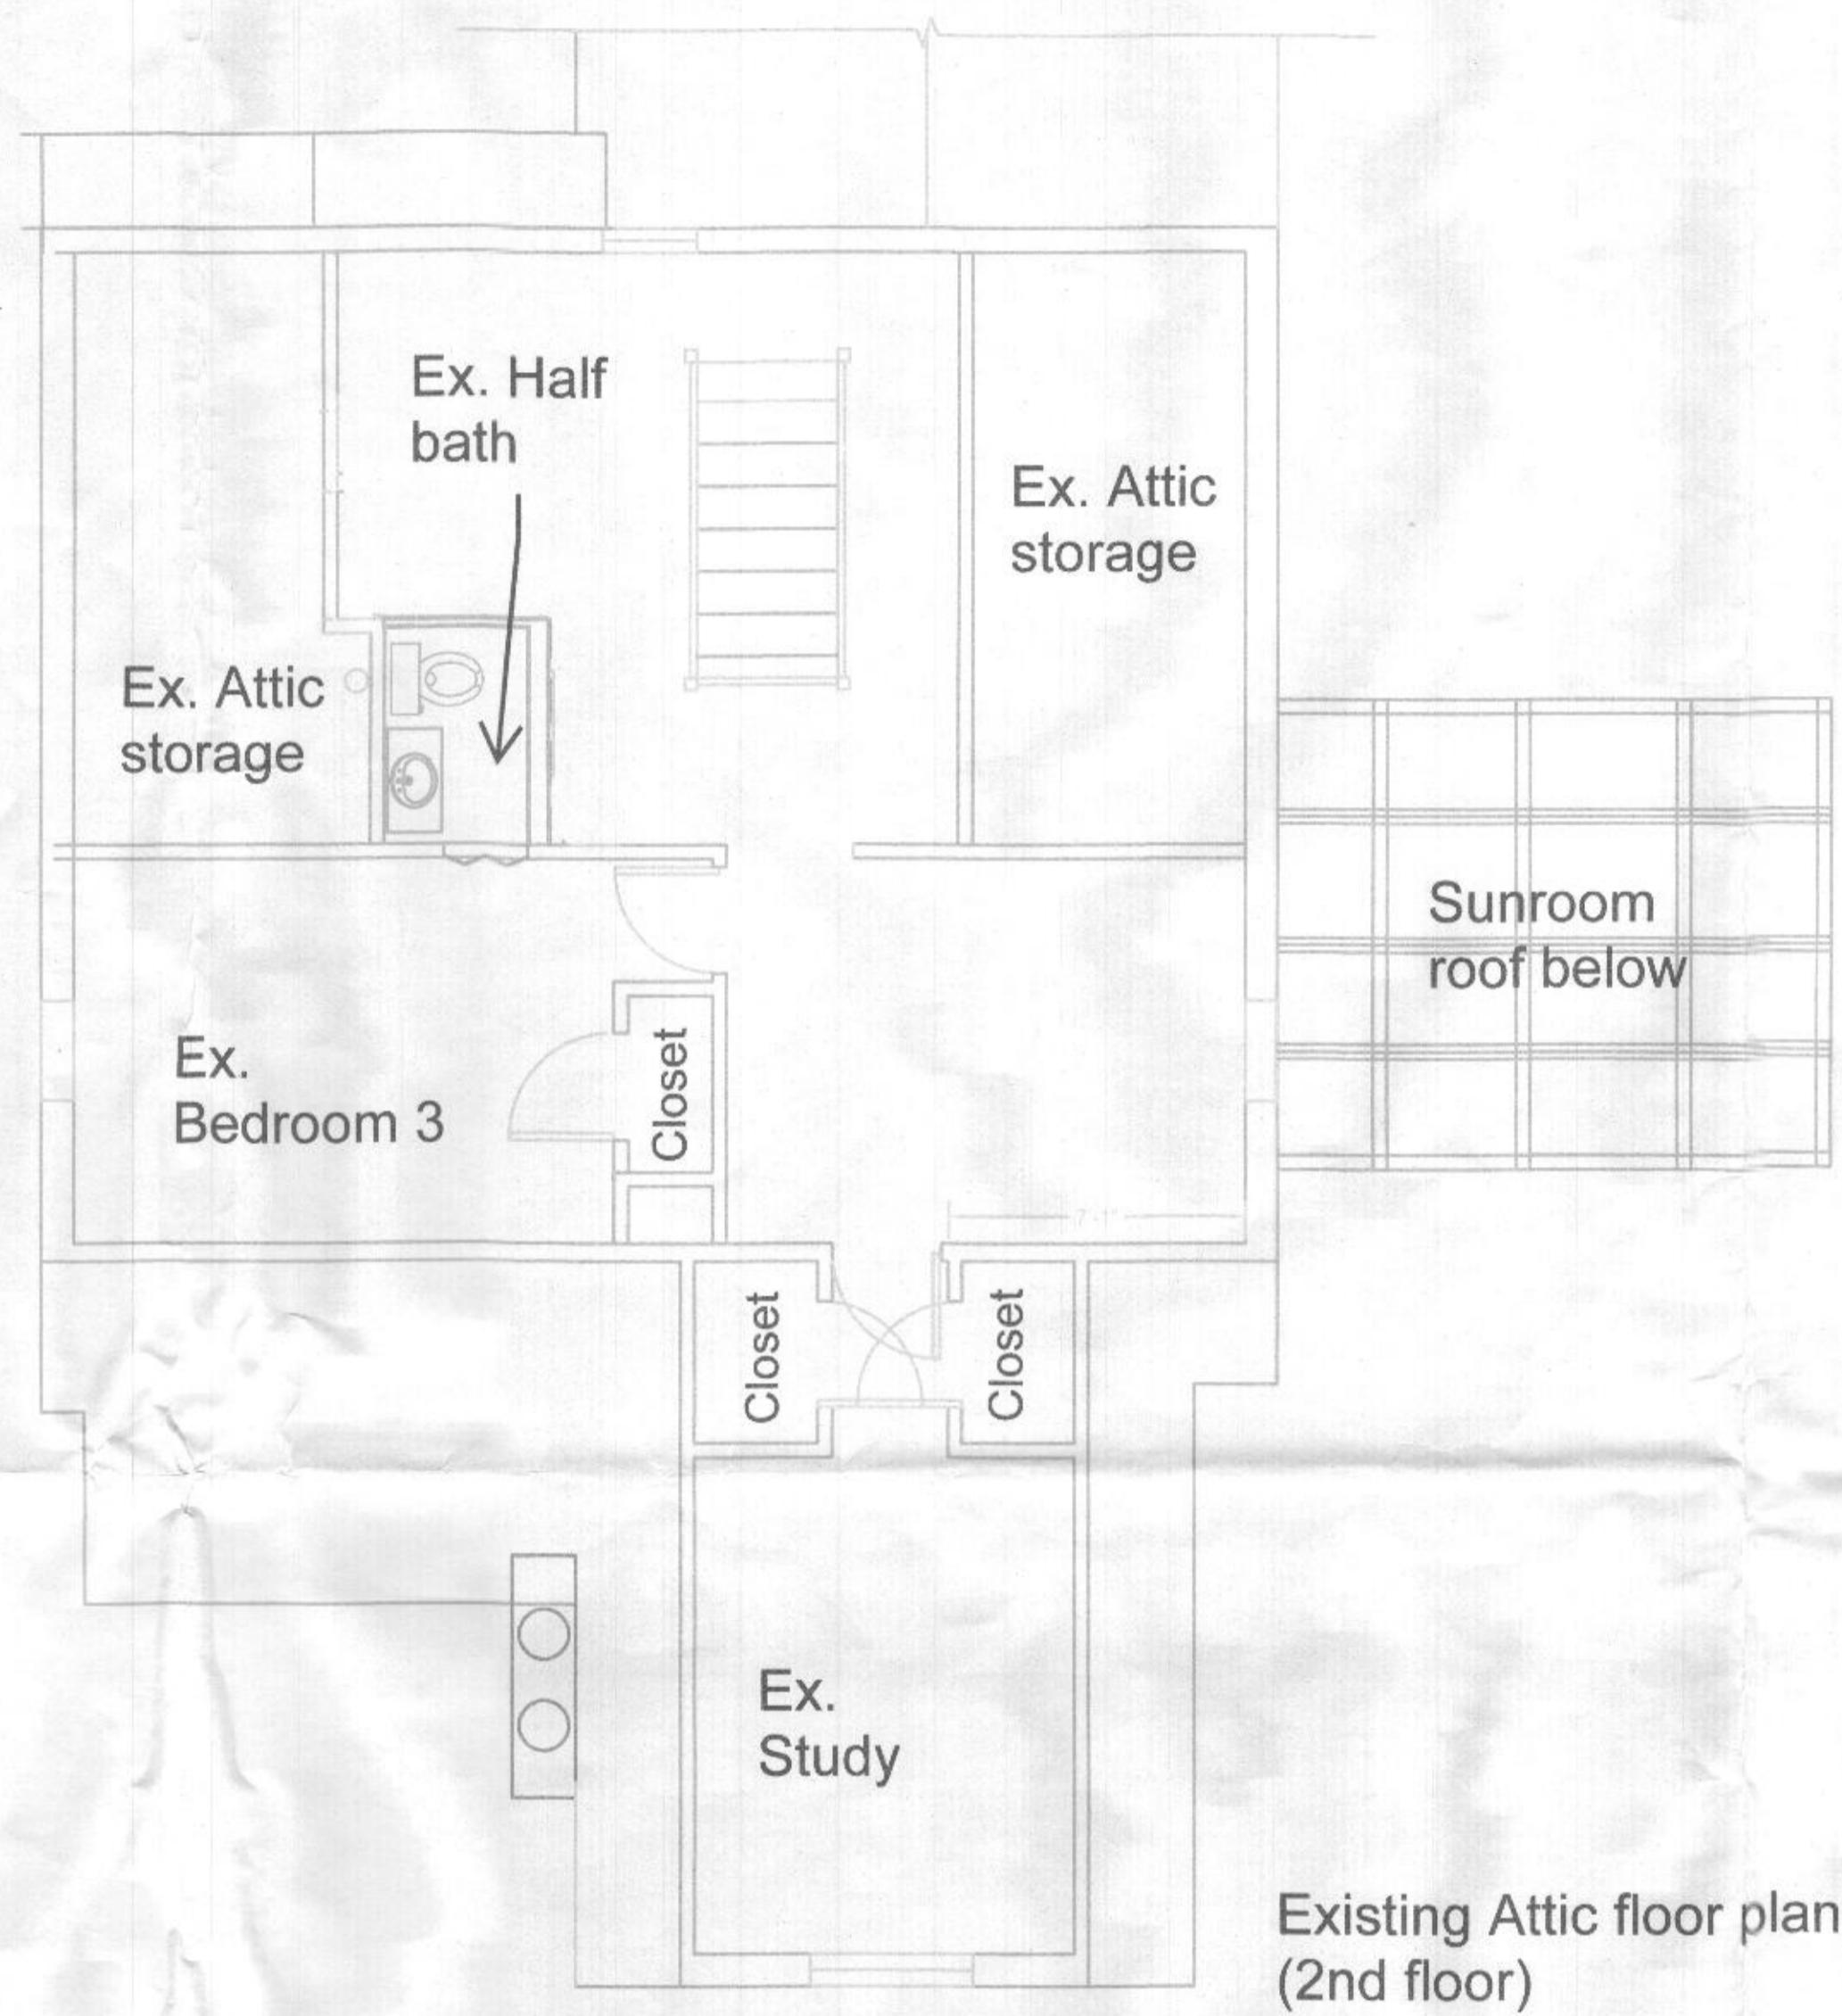 Ex. Half
bath
Ex. Attic
storage
Ex. Attic
storage
Sunroom
roof below
Ex.
Bedroom 3
Closet
Closet
Closet
Ex.
Study
Existing Attic floor plan
(2nd floor)